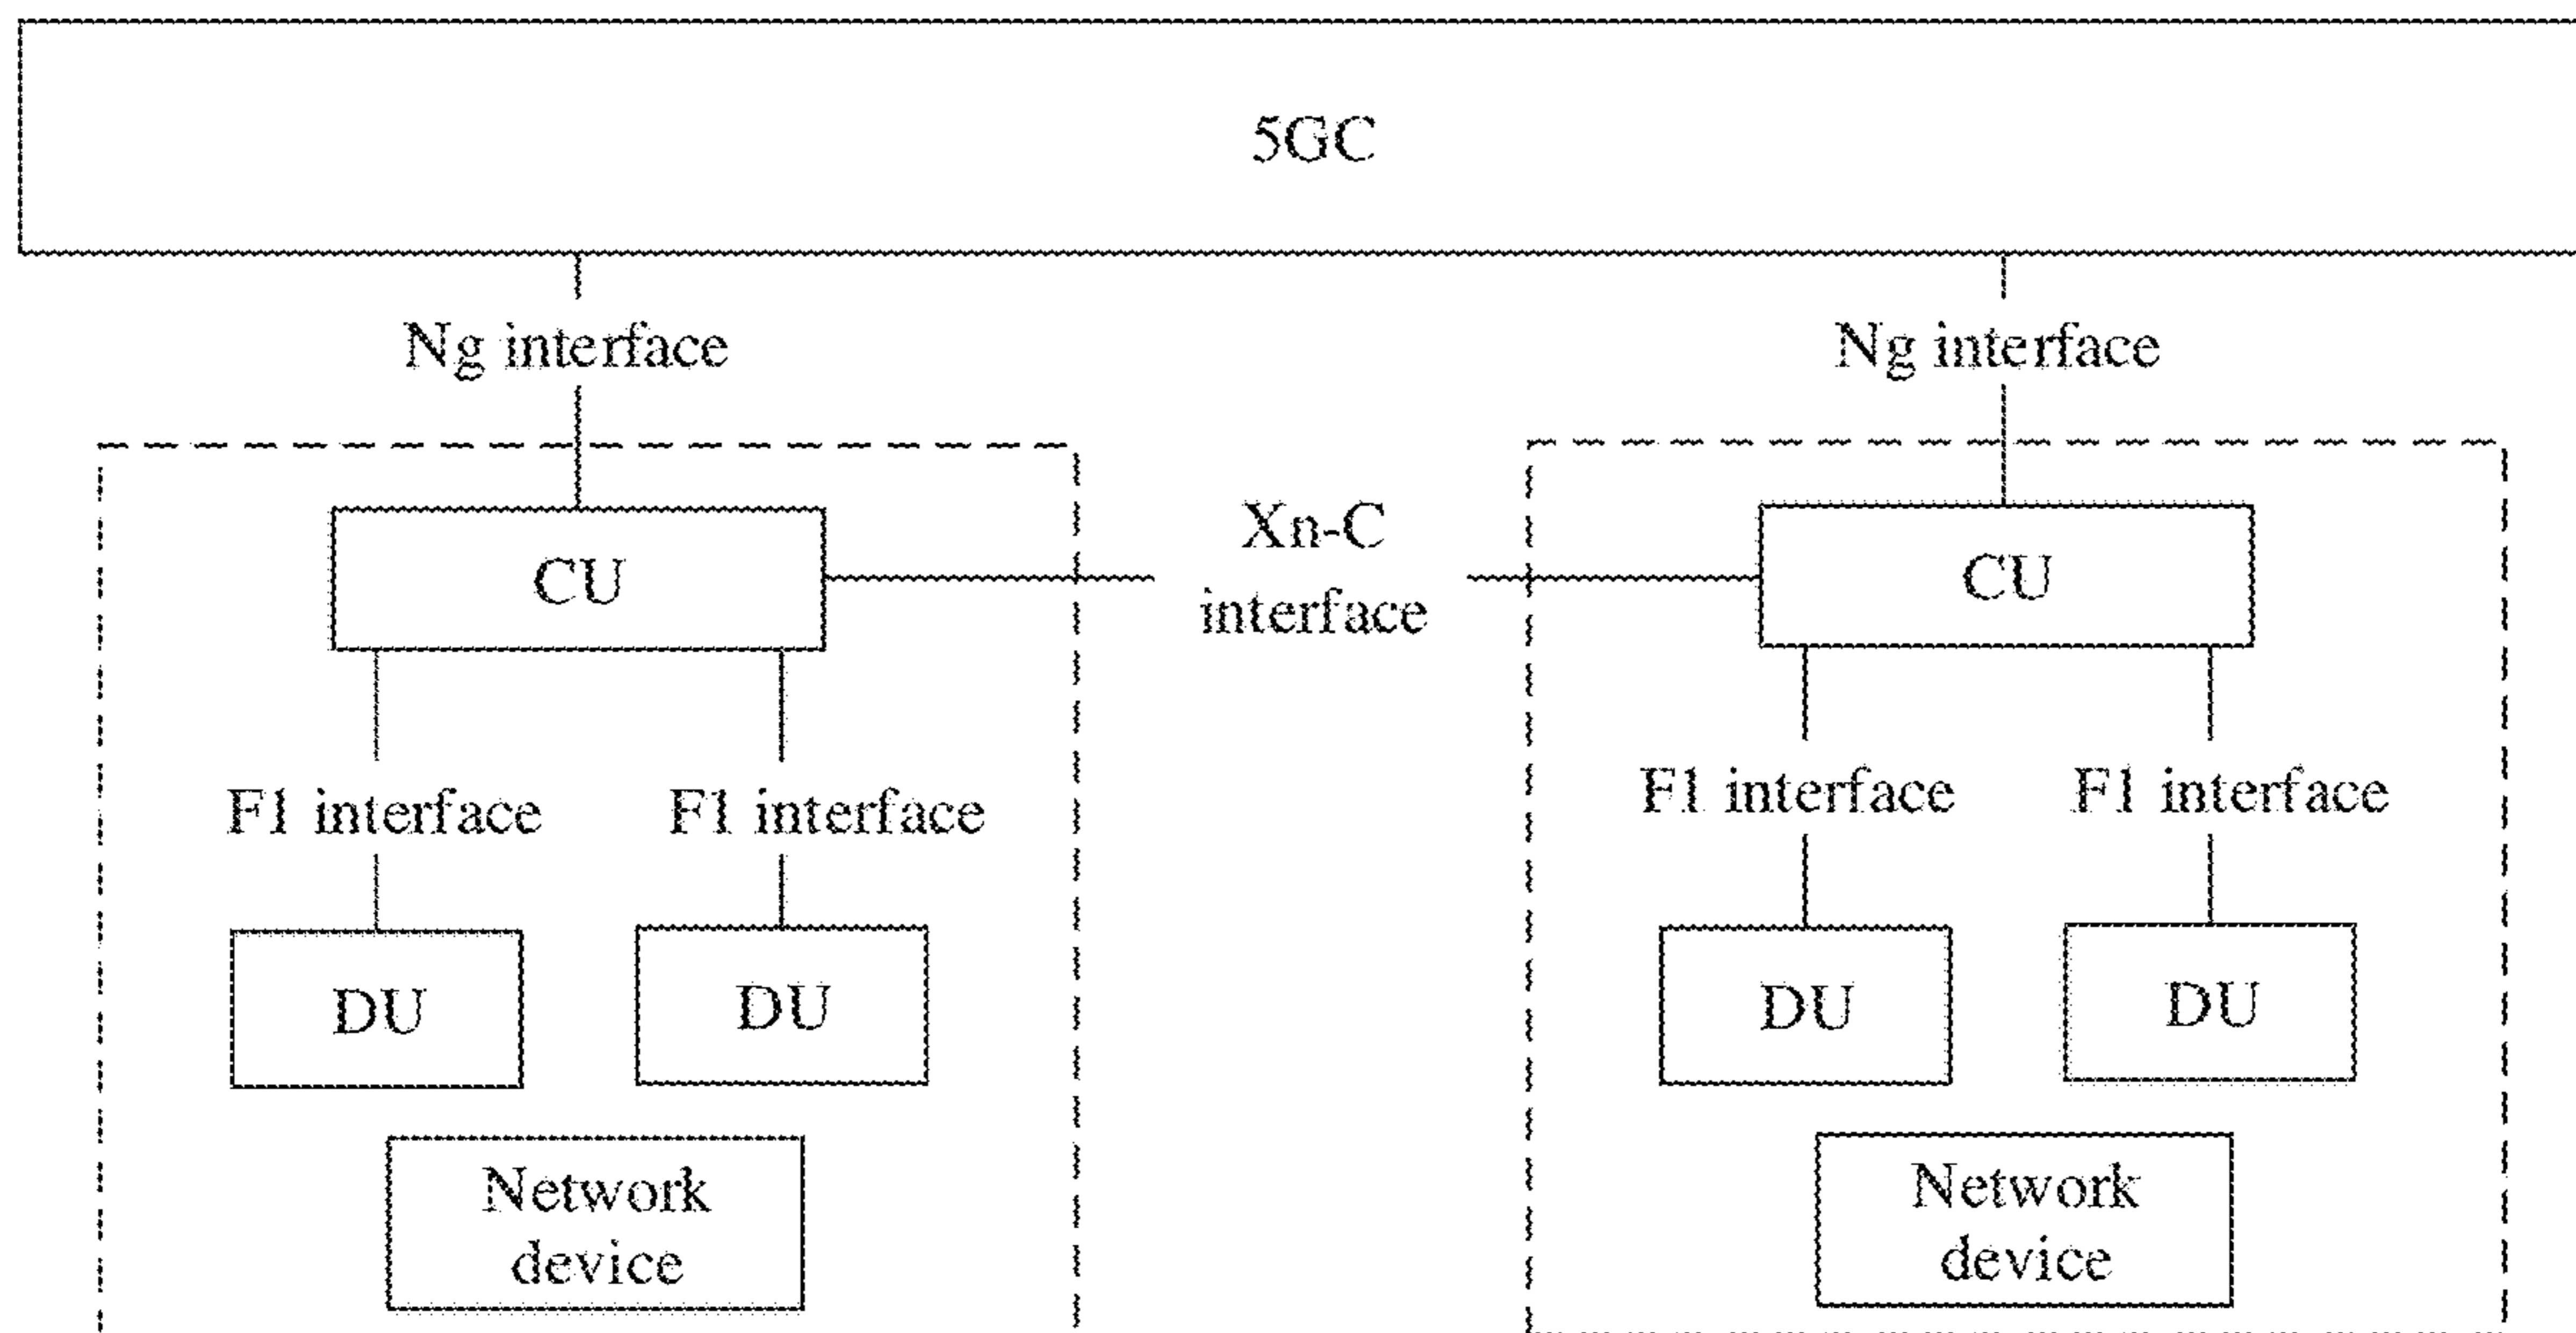 5GC
Ng interface
Ng interface
CU
Xn-C
interface
CU
F1 interface
F1 interface
F1 interface
F1 interface
DU
DU
DU
DU
Network
device
Network
device